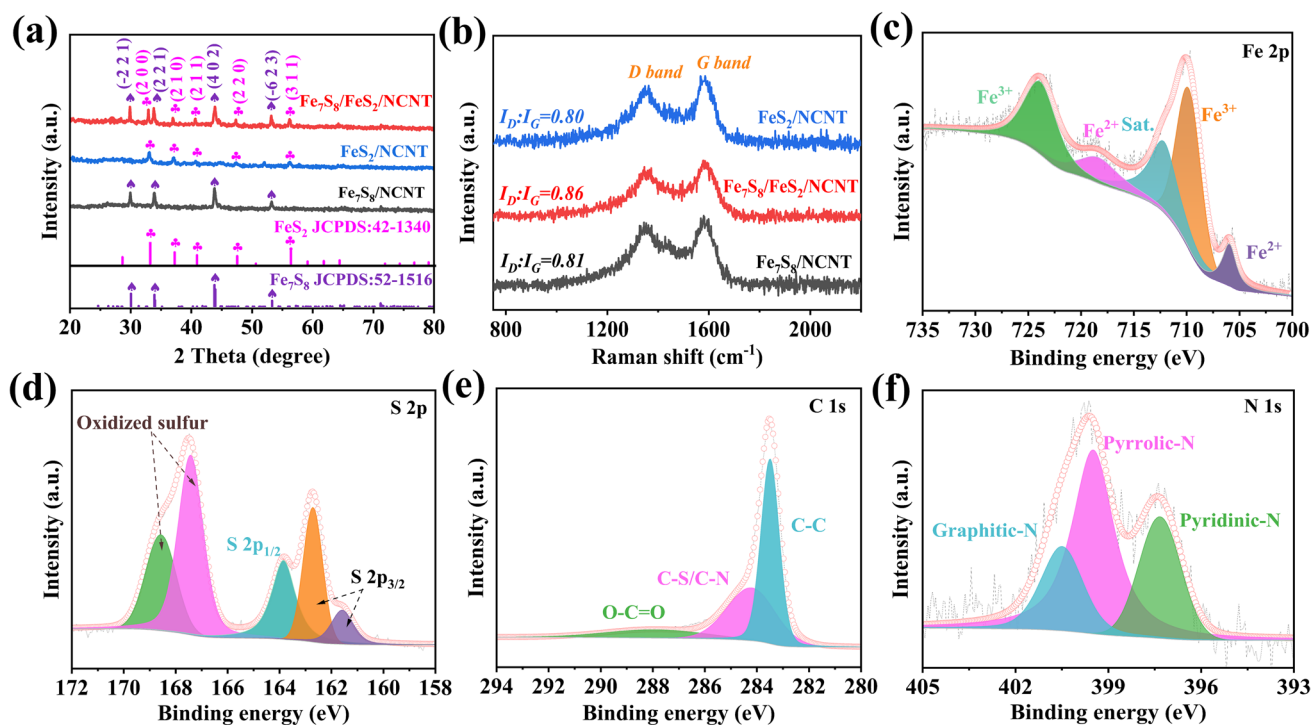 (a)
(-2 2 1)
(2 0 0)
(2 2 1)
(2 1 0)
(2 1 1)
(4 0 2)
(2 2 0)
(-6 2 3)
(3 1 1)
Fe₇S₈/FeS₂/NCNT
FeS₂/NCNT
Fe₇S₈/NCNT
FeS₂ JCPDS:42-1340
Fe₇S₈ JCPDS:52-1516
Intensity (a.u.)
20 30 40 50 60 70 80
2 Theta (degree)
(b)
D band
G band
I_D:I_G=0.80
FeS₂/NCNT
I_D:I_G=0.86
Fe₇S₈/FeS₂/NCNT
I_D:I_G=0.81
Fe₇S₈/NCNT
Intensity (a.u.)
800 1200 1600 2000
Raman shift (cm⁻¹)
(c)
Fe 2p
Fe³⁺
Fe²⁺
Sat.
Fe³⁺
Fe²⁺
Intensity (a.u.)
735 730 725 720 715 710 705 700
Binding energy (eV)
(d)
S 2p
Oxidized sulfur
S 2p₁/₂
S 2p₃/₂
Intensity (a.u.)
172 170 168 166 164 162 160 158
Binding energy (eV)
(e)
C 1s
C-C
C-S/C-N
O-C=O
Intensity (a.u.)
294 292 290 288 286 284 282 280
Binding energy (eV)
(f)
N 1s
Pyrrolic-N
Graphitic-N
Pyridinic-N
Intensity (a.u.)
405 402 399 396 393
Binding energy (eV)